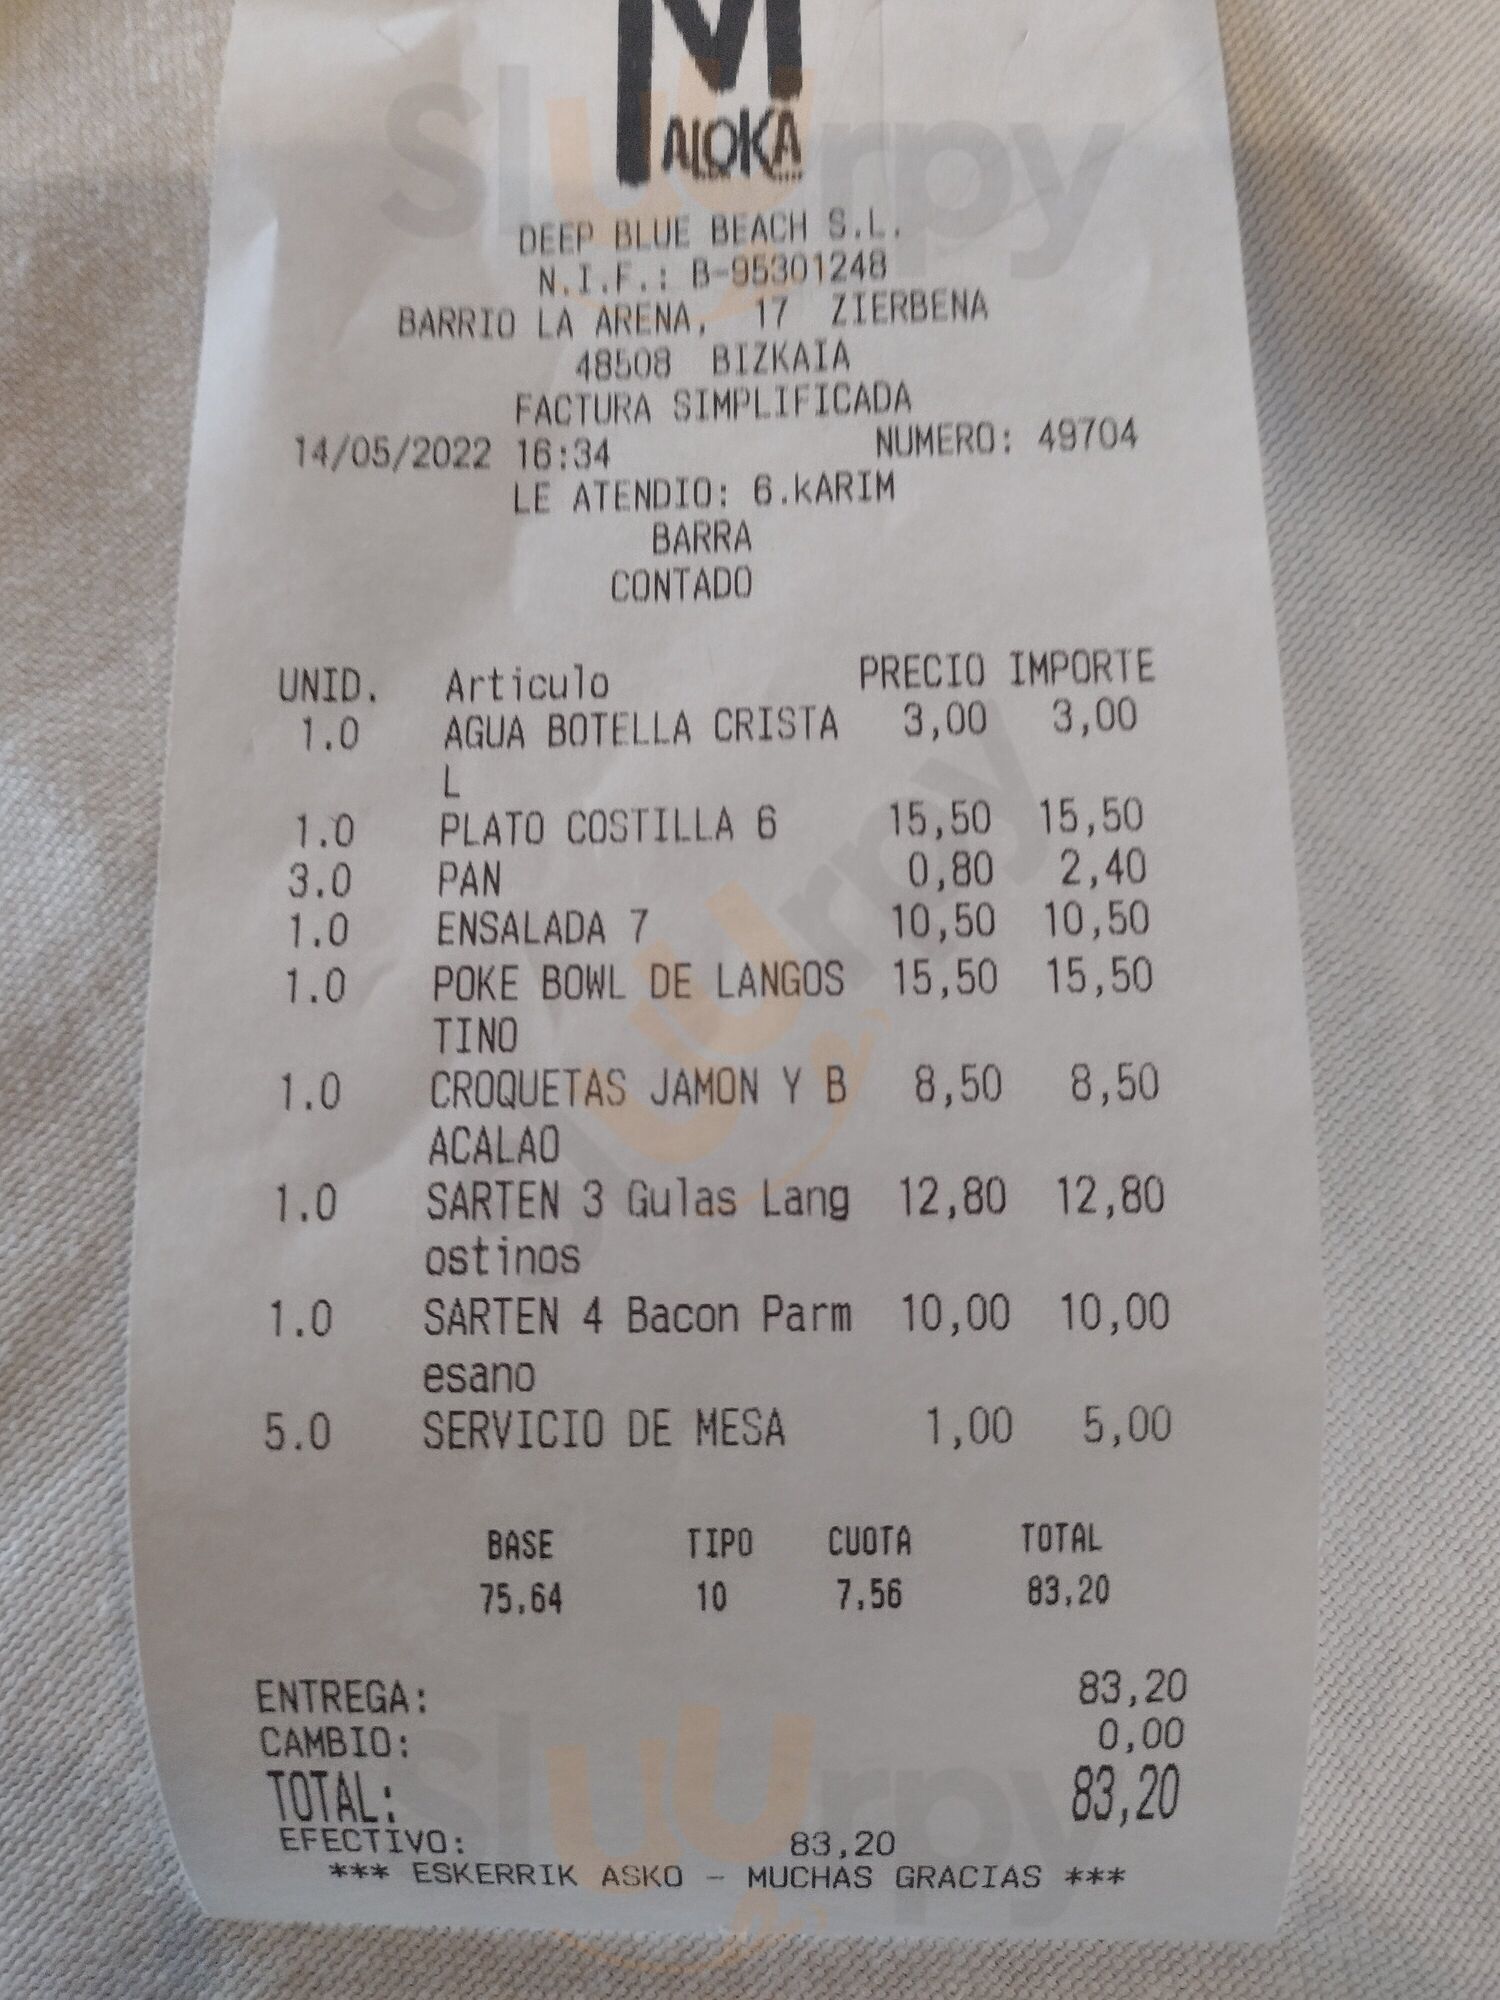 MALOKA
DEEP BLUE BEACH S.L.
N.I.F.: B-95301248
BARRIO LA ARENA, 17 ZIERBENA
48508 BIZKAIA
FACTURA SIMPLIFICADA
14/05/2022 16:34 NUMERO: 49704
LE ATENDIO: 6.kARIM
BARRA
CONTADO
UNID. Articulo PRECIO IMPORTE
1.0 AGUA BOTELLA CRISTA 3,00 3,00
L
1.0 PLATO COSTILLA 6 15,50 15,50
3.0 PAN 0,80 2,40
1.0 ENSALADA 7 10,50 10,50
1.0 POKE BOWL DE LANGOS 15,50 15,50
TINO
1.0 CROQUETAS JAMON Y B 8,50 8,50
ACALAO
1.0 SARTEN 3 Gulas Lang 12,80 12,80
ostinos
1.0 SARTEN 4 Bacon Parm 10,00 10,00
esano
5.0 SERVICIO DE MESA 1,00 5,00
BASE TIPO CUOTA TOTAL
75,64 10 7,56 83,20
ENTREGA: 83,20
CAMBIO: 0,00
TOTAL: 83,20
EFECTIVO: 83,20
*** ESKERRIK ASKO - MUCHAS GRACIAS ***
Sluurpy
Sluurpy
Sluurpy